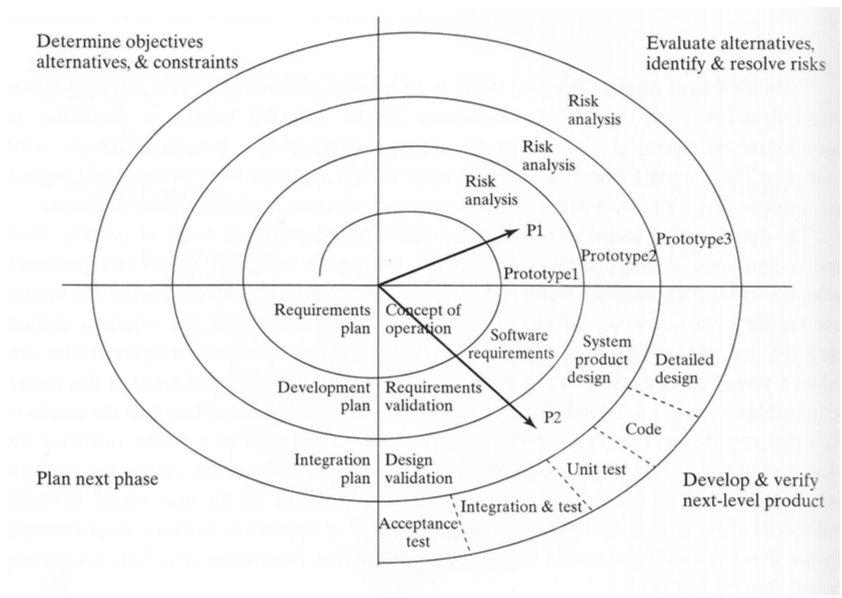 Determine objectives
alternatives, & constraints
Evaluate alternatives,
identify & resolve risks
Risk
analysis
Risk
analysis
Risk
analysis
P1
Prototype1
Prototype2
Prototype3
Requirements
plan
Concept of
operation
Software
requirements
System
product
design
Detailed
design
Development
plan
Requirements
validation
P2
Code
Integration
plan
Design
validation
Unit test
Integration & test
Acceptance
test
Plan next phase
Develop & verify
next-level product